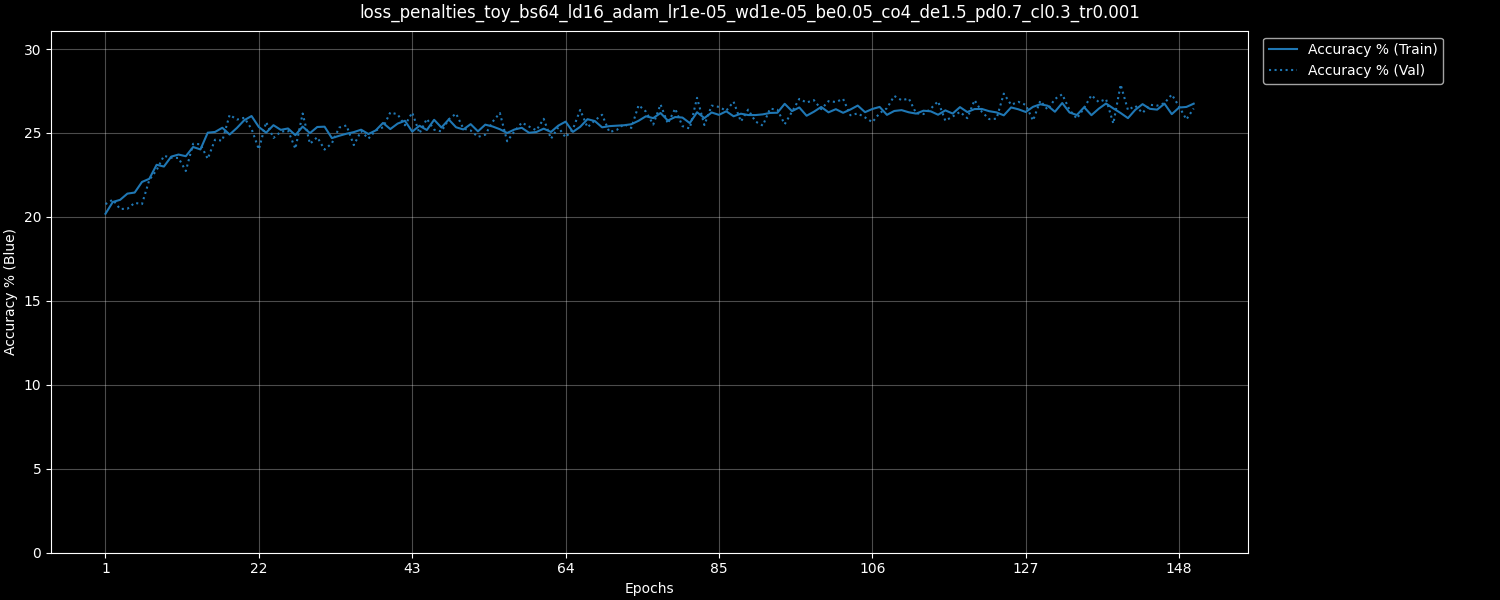 loss_penalties_toy_bs64_ld16_adam_lr1e-05_wd1e-05_be0.05_co4_de1.5_pd0.7_cl0.3_tr0.001
Accuracy % (Train)
Accuracy % (Val)
Accuracy % (Blue)
30
25
20
15
10
5
0
1 22 43 64 85 106 127 148
Epochs